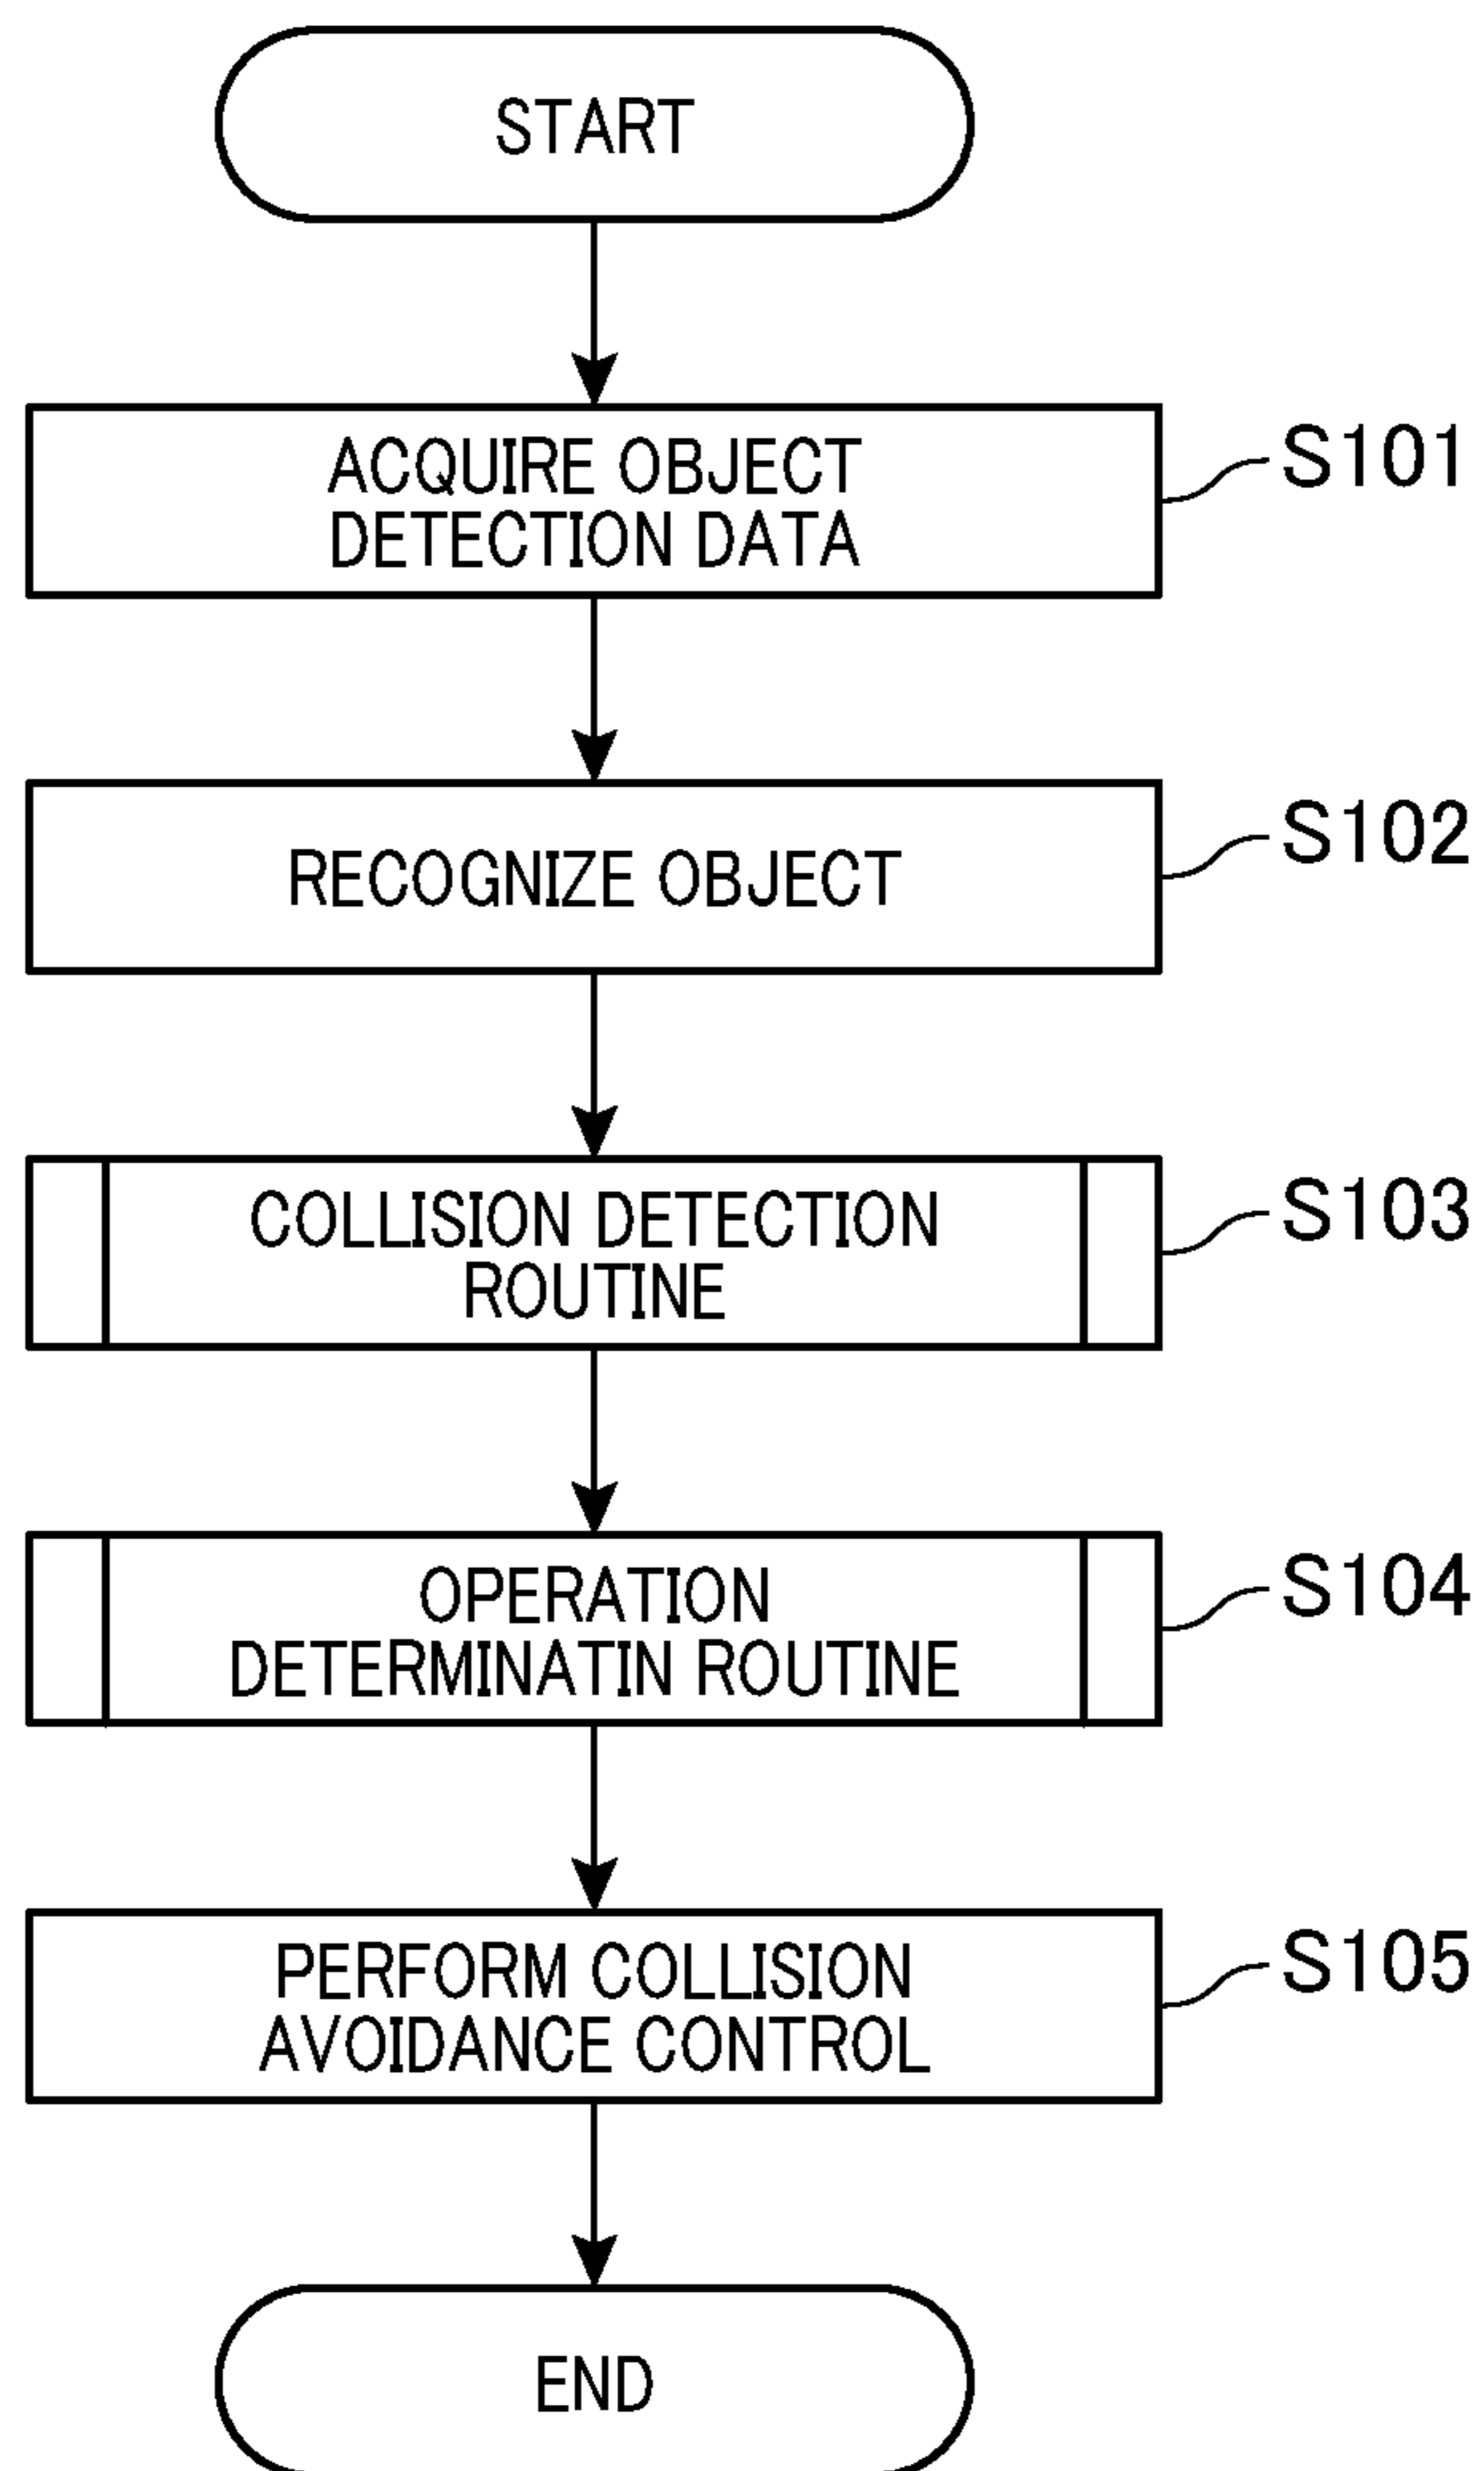 START
ACQUIRE OBJECT
DETECTION DATA
S101
RECOGNIZE OBJECT
S102
COLLISION DETECTION
ROUTINE
S103
OPERATION
DETERMINATIN ROUTINE
S104
PERFORM COLLISION
AVOIDANCE CONTROL
S105
END